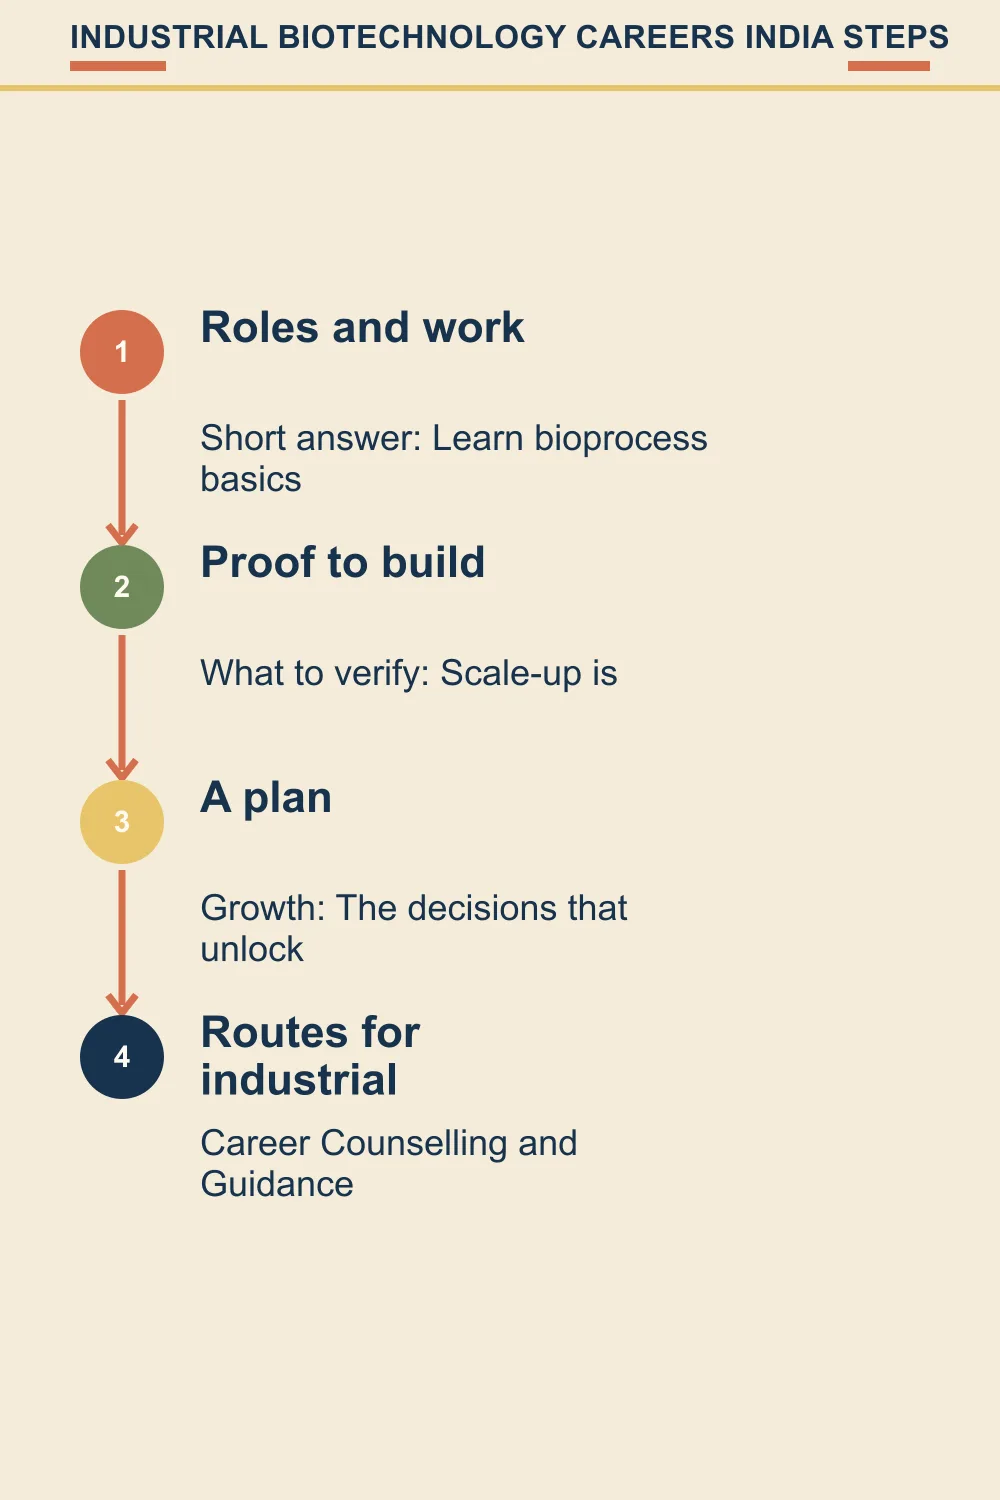 INDUSTRIAL BIOTECHNOLOGY CAREERS INDIA STEPS
1
Roles and work
Short answer: Learn bioprocess
basics
2
Proof to build
What to verify: Scale-up is
3
A plan
Growth: The decisions that
unlock
4
Routes for
industrial
Career Counselling and
Guidance